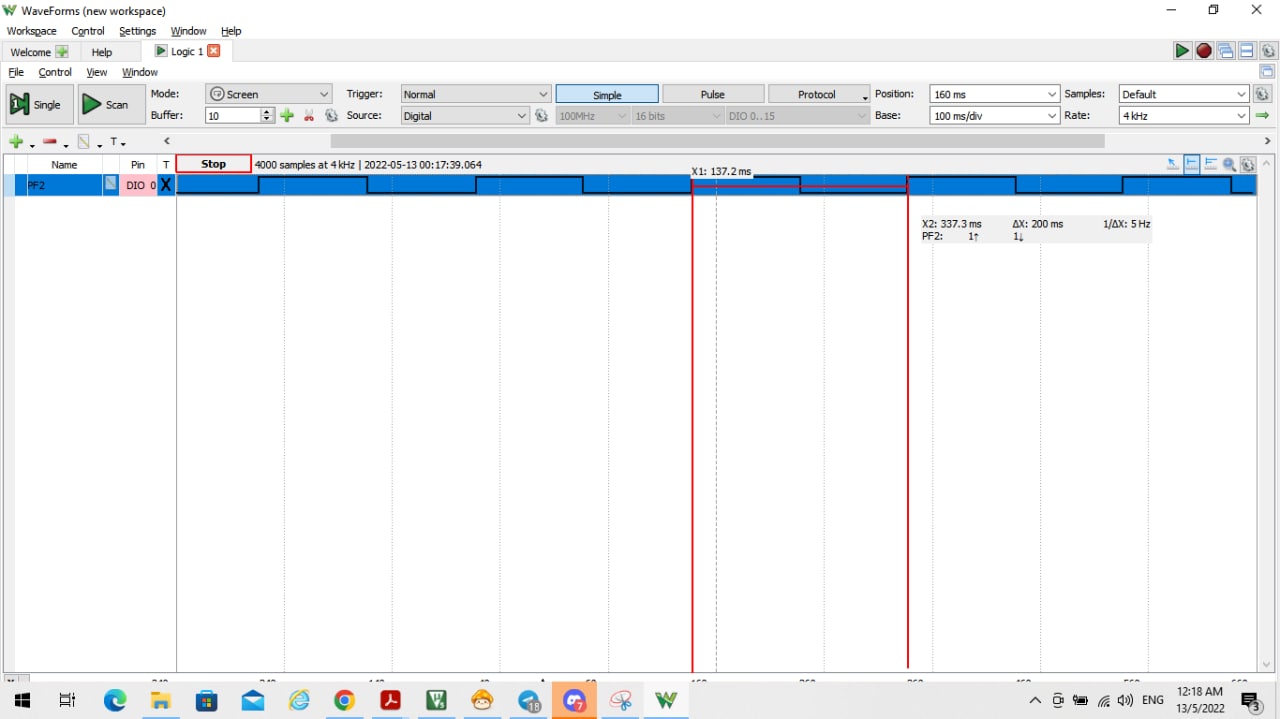 WaveForms (new workspace)
Workspace Control Settings Window Help
Welcome Help Logic 1
File Control View Window
Single Scan Mode: Screen Trigger: Normal Simple Pulse Protocol Position: 160 ms Samples: Default
Buffer: 10 Source: Digital 100MHz 16 bits DIO 0..15 Base: 100 ms/div Rate: 4 kHz
T
Name Pin T Stop 4000 samples at 4 kHz | 2022-05-13 00:17:39.064
X1: 137.2 ms
PF2 DIO 0 X
X2: 337.3 ms ΔX: 200 ms 1/ΔX: 5 Hz
PF2: 1↑ 1↓
18 7 ENG 12:18 AM
13/5/2022 3